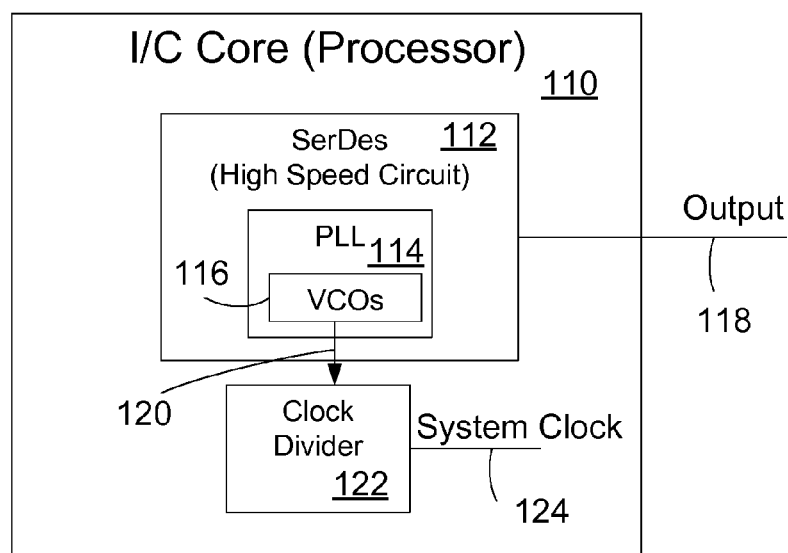 I/C Core (Processor)
110
SerDes
112
(High Speed Circuit)
Output
PLL
114
116
VCOs
118
120
Clock
Divider
122
System Clock
124